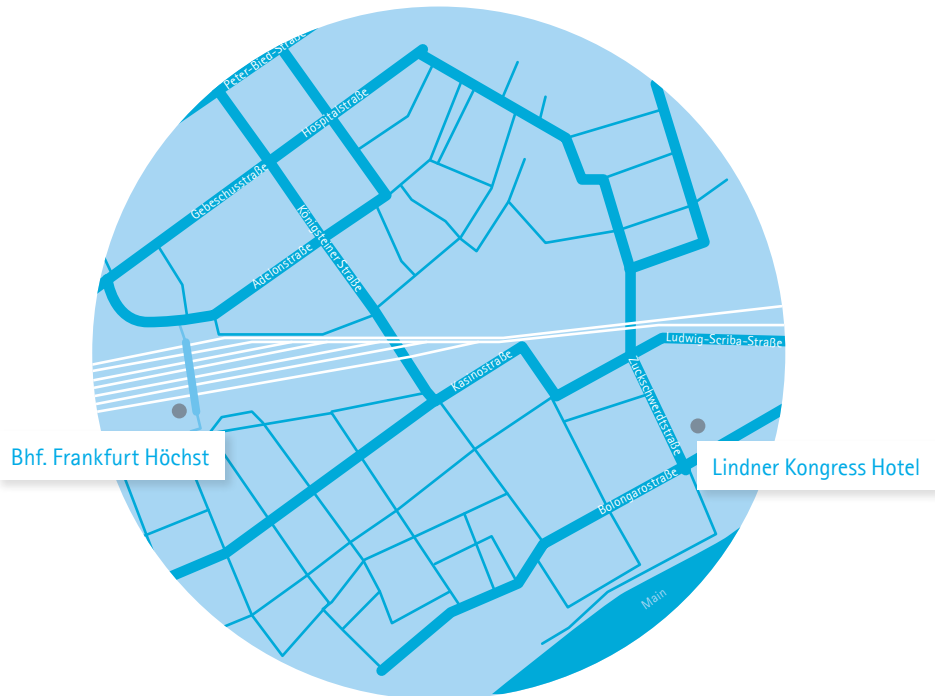 Peter-Bied-Straße
Hospitalstraße
Gebeschusstraße
Königsteiner Straße
Adelonstraße
Ludwig-Scriba-Straße
Kasinostraße
Zuckschwerdtstraße
Bhf. Frankfurt Höchst
Lindner Kongress Hotel
Bolongarostraße
Main